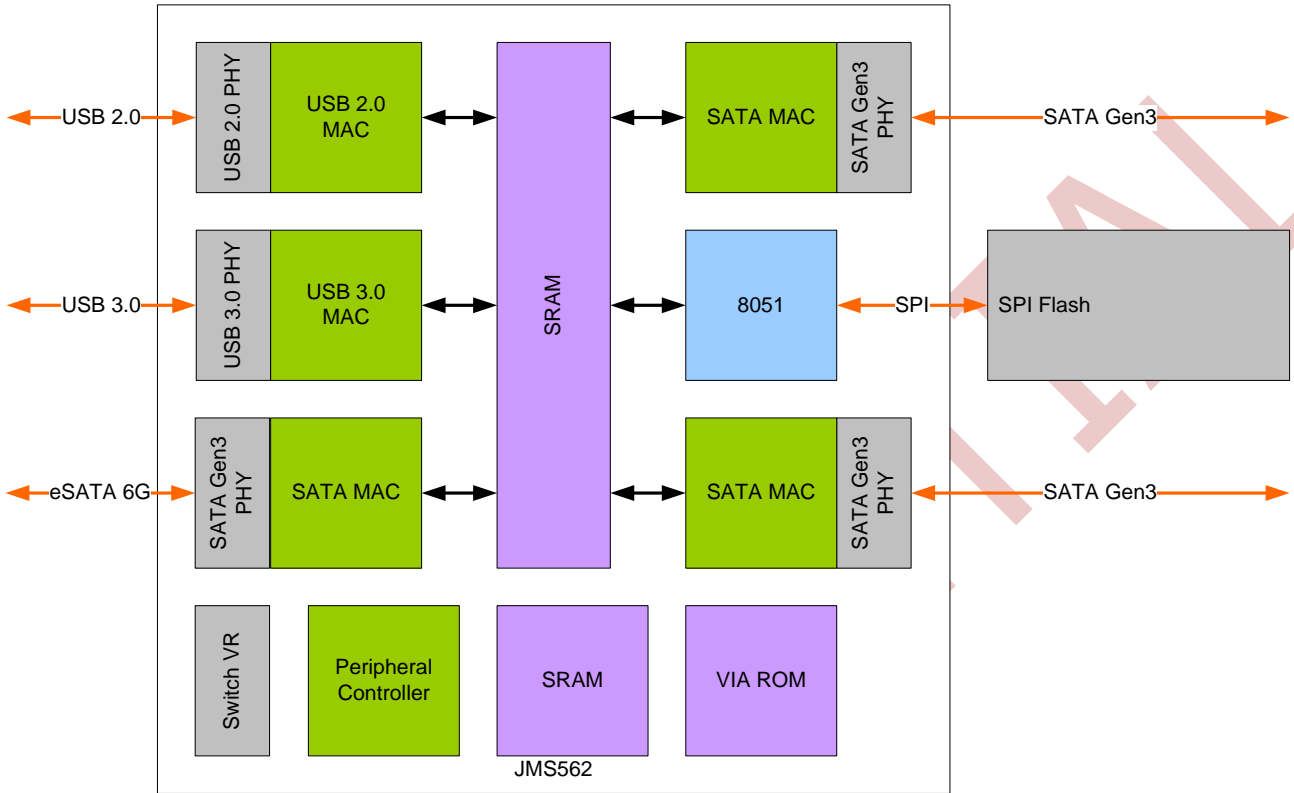 USB 2.0
USB 2.0 PHY
USB 2.0
MAC
SATA MAC
SATA Gen3
PHY
SATA Gen3
USB 3.0
USB 3.0 PHY
USB 3.0
MAC
SRAM
8051
SPI
SPI Flash
eSATA 6G
SATA Gen3
PHY
SATA MAC
SATA MAC
SATA Gen3
PHY
SATA Gen3
Switch VR
Peripheral
Controller
SRAM
VIA ROM
JMS562